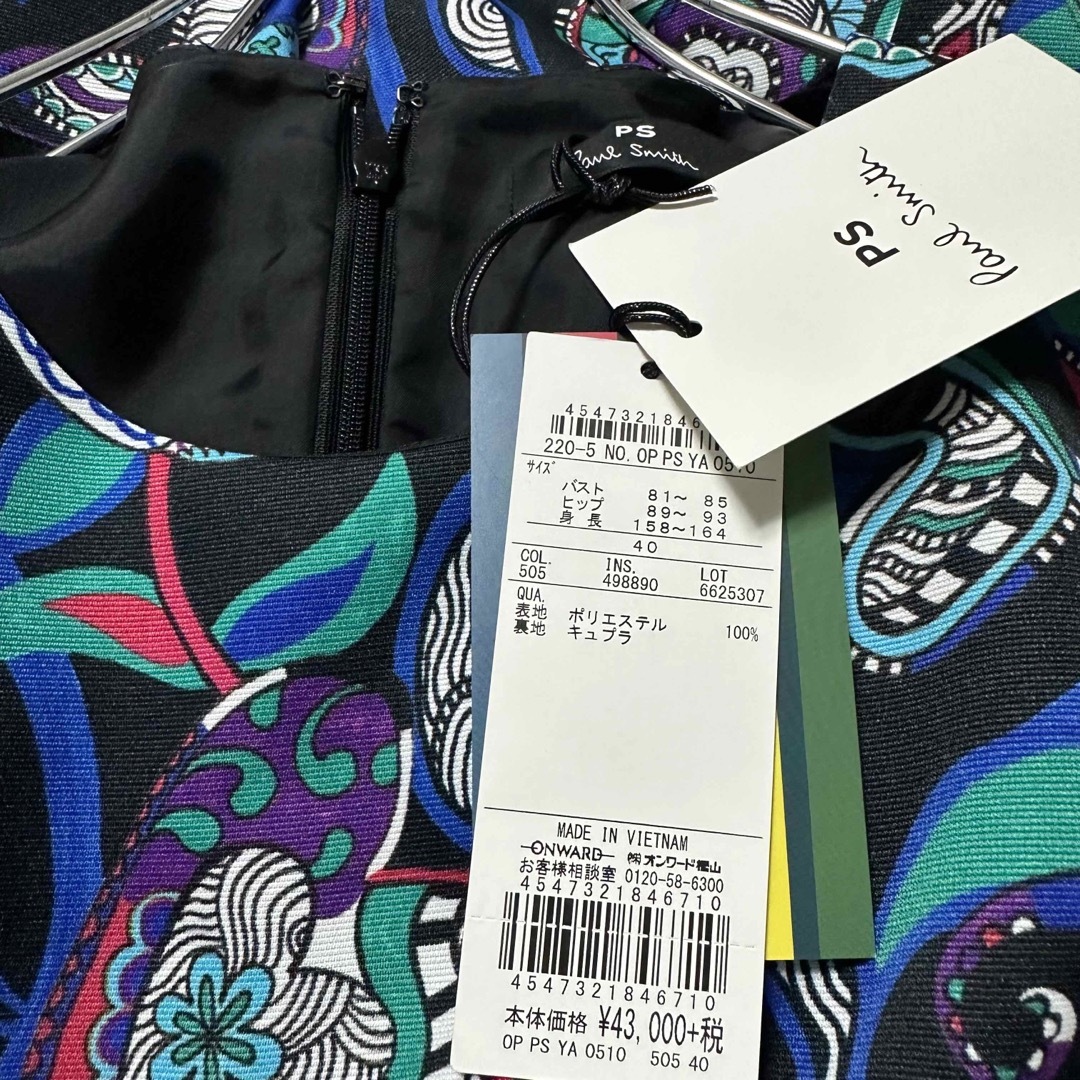 PS
Paul Smith
PS
Paul Smith
4547321846
220-5 NO. OP PS YA 0510
サイズ
バスト 81～ 85
ヒップ 89～ 93
身 長 158～164
40
COL. INS. LOT
505 498890 6625307
QUA.
表地 ポリエステル 100%
裏地 キュプラ
MADE IN VIETNAM
ONWARD ㈱オンワード樫山
お客様相談室 0120-58-6300
4547321846710
4547321846710
本体価格 ¥43,000+税
OP PS YA 0510 505 40